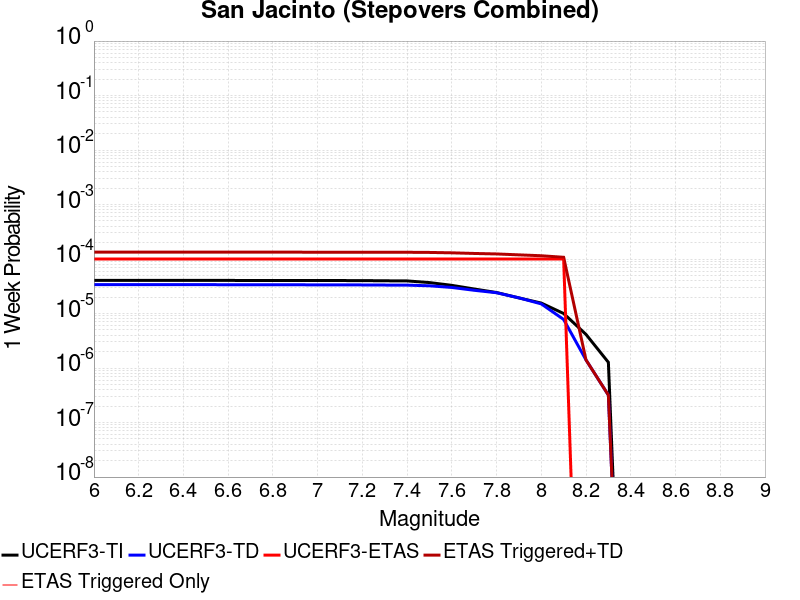 San Jacinto (Stepovers Combined)
10^0
10^-1
10^-2
10^-3
10^-4
10^-5
10^-6
10^-7
10^-8
1 Week Probability
6 6.2 6.4 6.6 6.8 7 7.2 7.4 7.6 7.8 8 8.2 8.4 8.6 8.8 9
Magnitude
UCERF3-TI UCERF3-TD UCERF3-ETAS ETAS Triggered+TD
ETAS Triggered Only